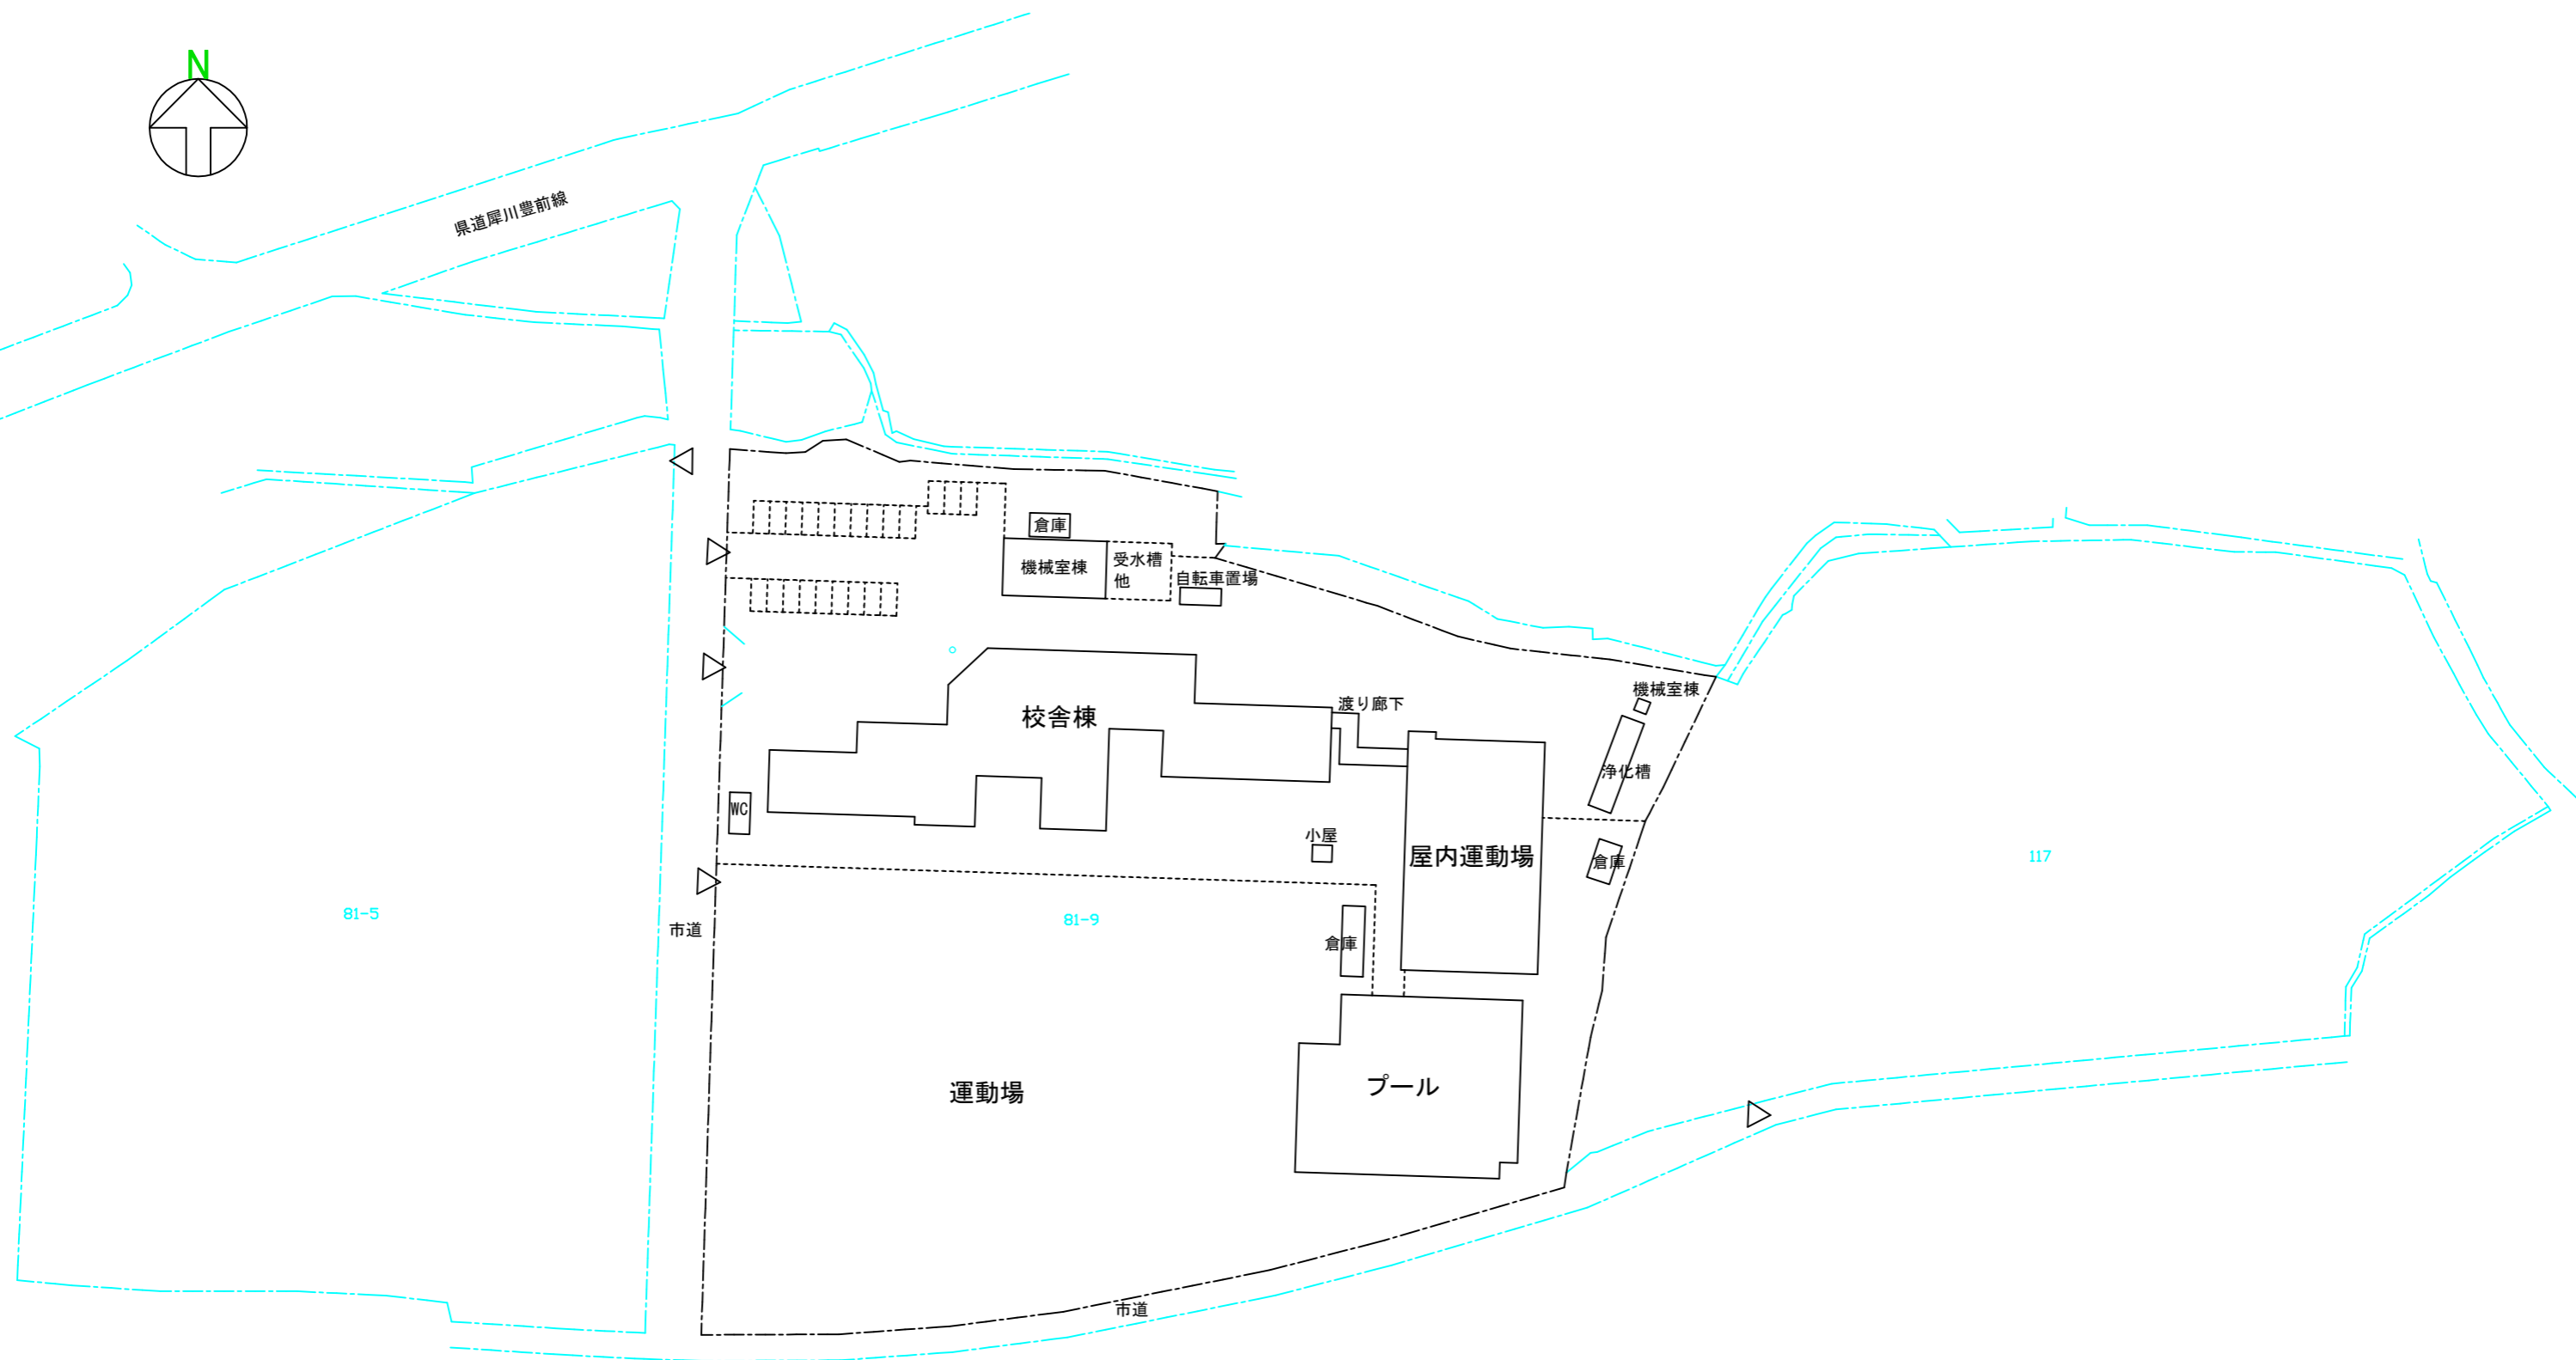 N
県道犀川豊前線
倉庫
機械室棟
受水槽
他
自転車置場
機械室棟
渡り廊下
校舎棟
浄化槽
WC
小屋
屋内運動場
倉庫
117
81-5
81-9
市道
倉庫
プール
運動場
市道